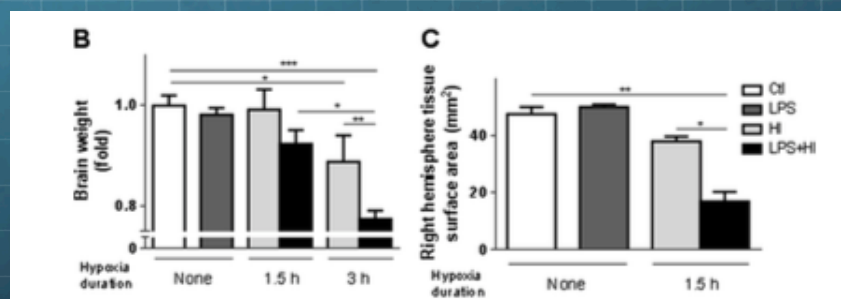 B
***
*
*
**
Brain weight
(fold)
1.0
0.8
0
Hypoxia
duration
None
1.5 h
3 h
C
**
*
Right hemisphere tissue
surface area (mm²)
40
20
0
Hypoxia
duration
None
1.5 h
Ctl
LPS
HI
LPS+HI